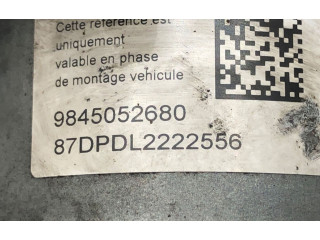 Cette reference est
uniquement
valable en phase
de montage vehicule
9845052680
87DPDL2222556